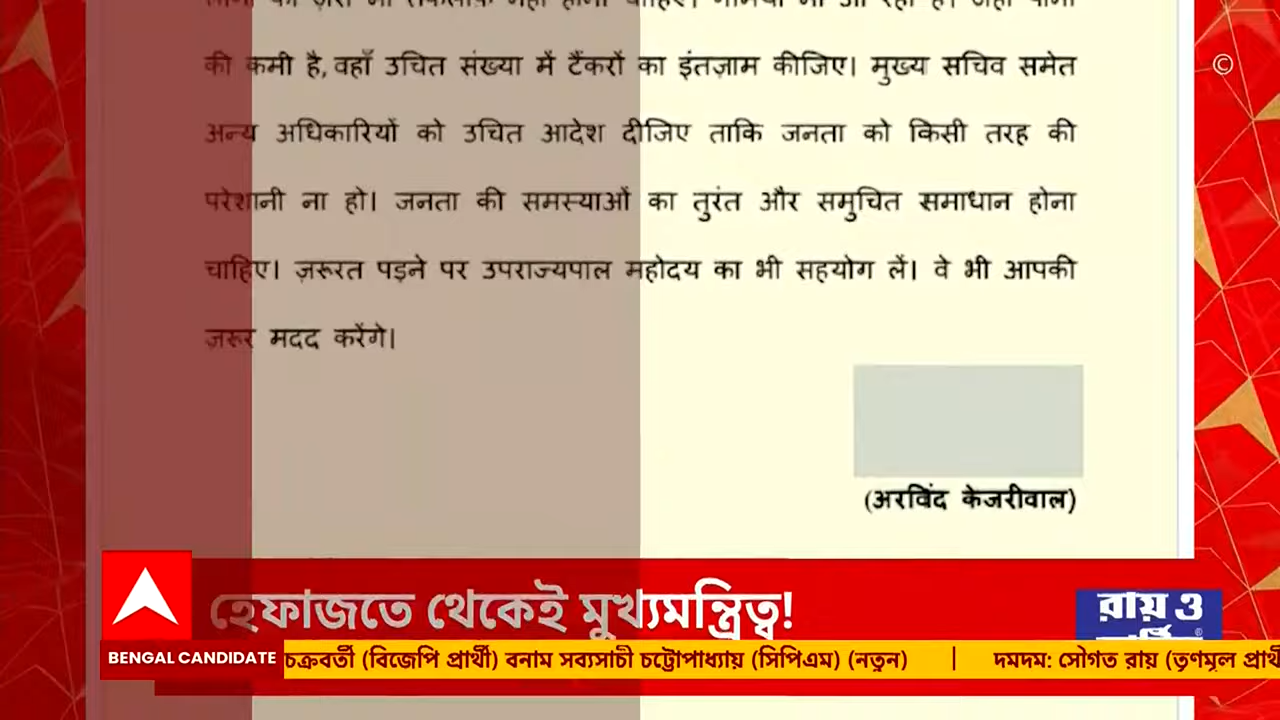 की कमी है, वहाँ उचित संख्या में टैंकरों का इंतज़ाम कीजिए। मुख्य सचिव समेत
अन्य अधिकारियों को उचित आदेश दीजिए ताकि जनता को किसी तरह की
परेशानी ना हो। जनता की समस्याओं का तुरंत और समुचित समाधान होना
चाहिए। ज़रूरत पड़ने पर उपराज्यपाल महोदय का भी सहयोग लें। वे भी आपकी
ज़रूर मदद करेंगे।
(अरविंद केजरीवाल)
©
হেফাজতে থেকেই মুখ্যমন্ত্রিত্ব!
রায় ও
BENGAL CANDIDATE
চক্রবর্তী (বিজেপি প্রার্থী) বনাম সব্যসাচী চট্টোপাধ্যায় (সিপিএম) (নতুন) | দমদম: সৌগত রায় (তৃণমূল প্রার্থী